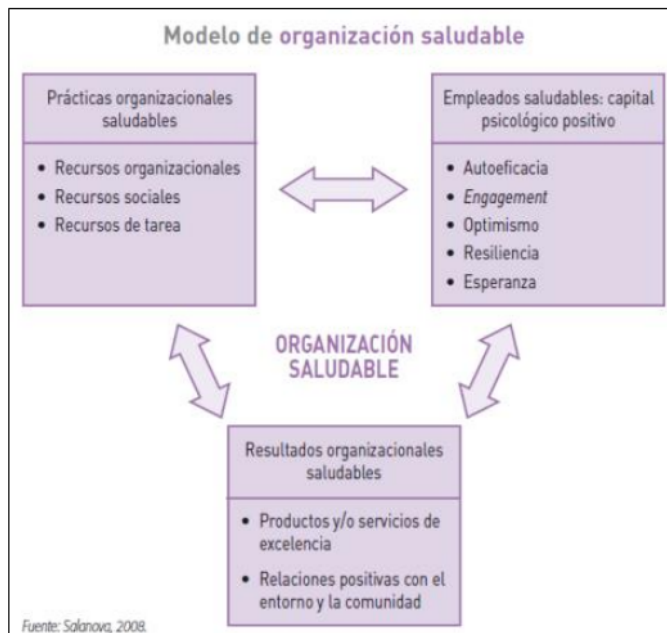 Modelo de organización saludable
Prácticas organizacionales
saludables
• Recursos organizacionales
• Recursos sociales
• Recursos de tarea
Empleados saludables: capital
psicológico positivo
• Autoeficacia
• Engagement
• Optimismo
• Resiliencia
• Esperanza
ORGANIZACIÓN
SALUDABLE
Resultados organizacionales
saludables
• Productos y/o servicios de
excelencia
• Relaciones positivas con el
entorno y la comunidad
Fuente: Salanova, 2008.